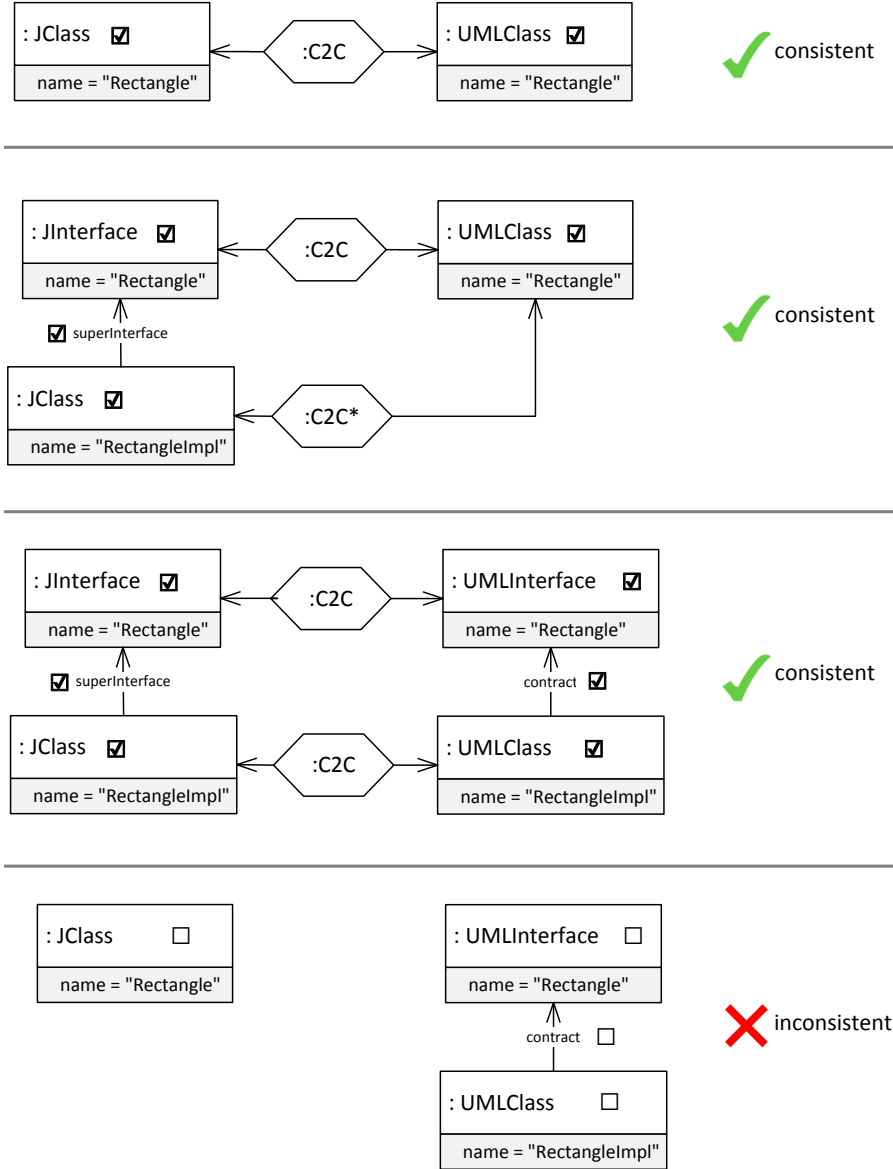 : JClass ☑
name = "Rectangle"
:C2C
: UMLClass ☑
name = "Rectangle"
consistent
: JInterface ☑
name = "Rectangle"
:C2C
: UMLClass ☑
name = "Rectangle"
☑ superInterface
consistent
: JClass ☑
name = "RectangleImpl"
:C2C*
: JInterface ☑
name = "Rectangle"
:C2C
: UMLInterface ☑
name = "Rectangle"
☑ superInterface
contract ☑
consistent
: JClass ☑
name = "RectangleImpl"
:C2C
: UMLClass ☑
name = "RectangleImpl"
: JClass ☐
name = "Rectangle"
: UMLInterface ☐
name = "Rectangle"
contract ☐
inconsistent
: UMLClass ☐
name = "RectangleImpl"